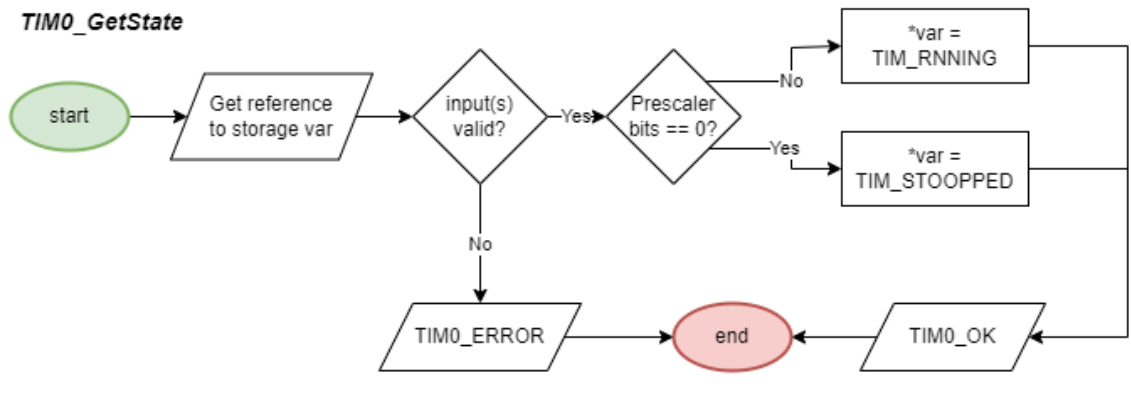 TIM0_GetState
start
Get reference
to storage var
input(s)
valid?
Yes
Prescaler
bits == 0?
No
*var =
TIM_RNNING
Yes
*var =
TIM_STOOPPED
No
TIM0_ERROR
end
TIM0_OK